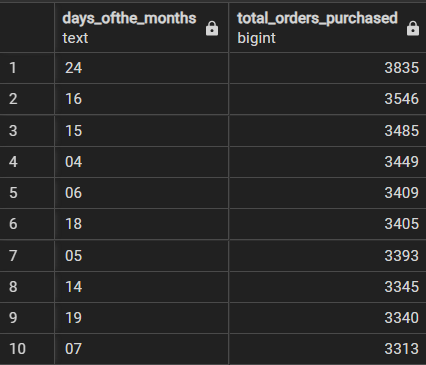 days_ofthe_months total_orders_purchased
text bigint
1 24 3835
2 16 3546
3 15 3485
4 04 3449
5 06 3409
6 18 3405
7 05 3393
8 14 3345
9 19 3340
10 07 3313